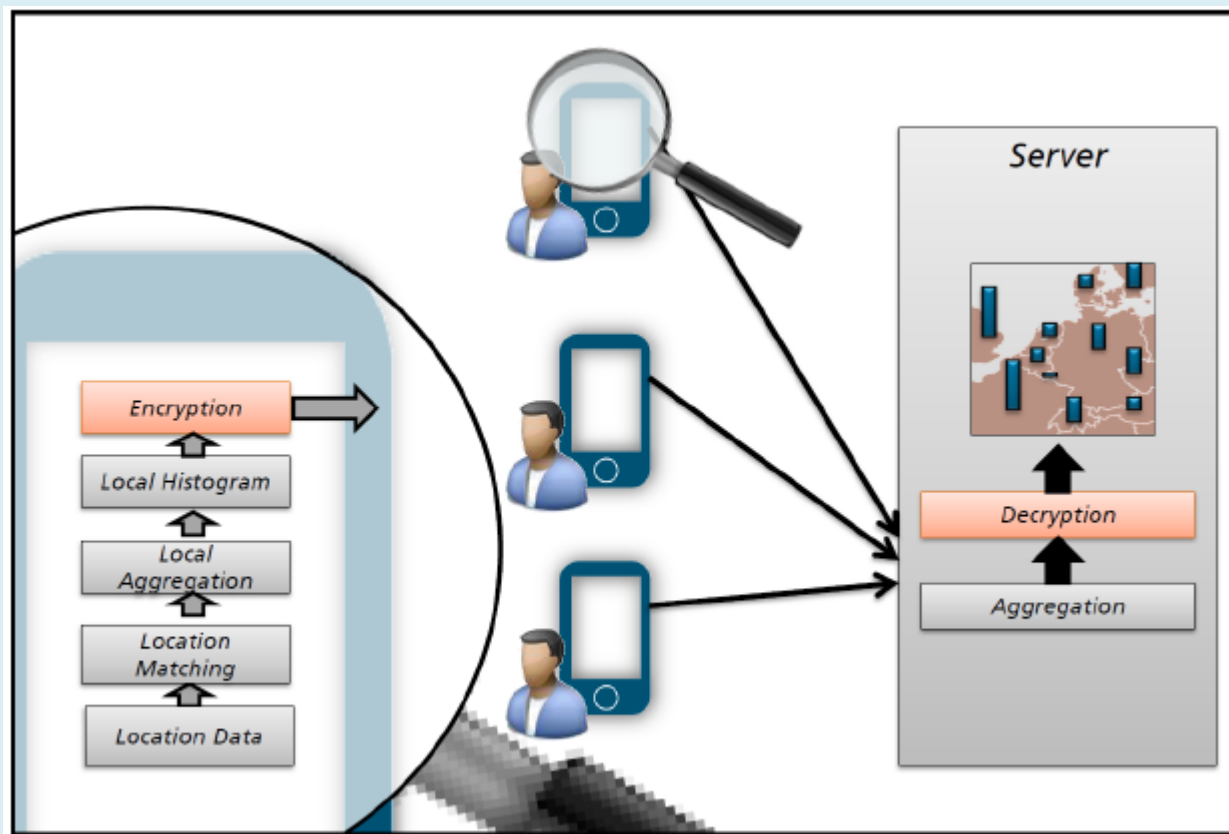 Server
Encryption
Local Histogram
Local
Aggregation
Location
Matching
Location Data
Decryption
Aggregation